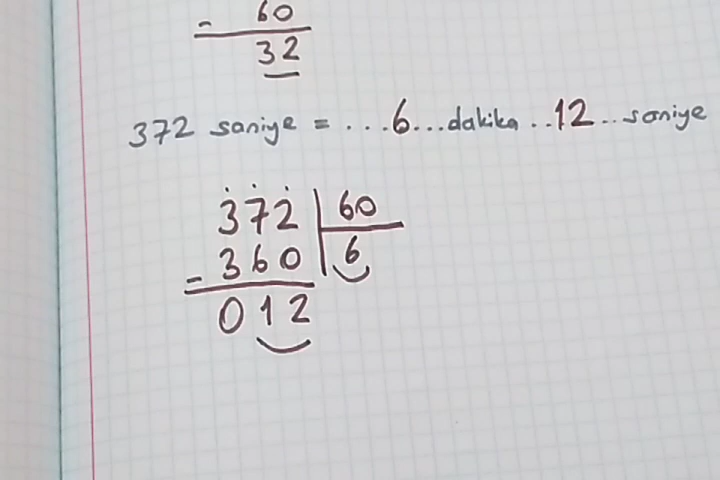 - 60
32
372 saniye = ...6...dakika ..12..saniye
372 | 60
- 360 | 6
012